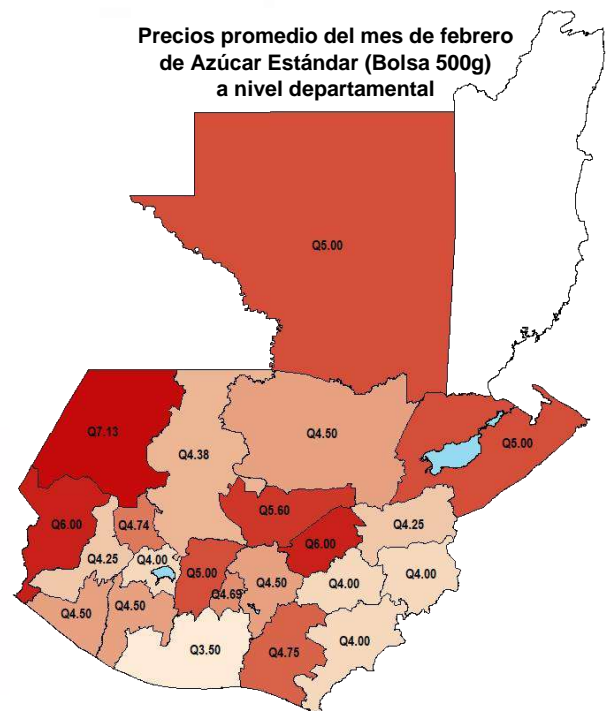 Precios promedio del mes de febrero
de Azúcar Estándar (Bolsa 500g)
a nivel departamental
Q5.00
Q7.13
Q4.38
Q4.50
Q5.00
Q6.00
Q4.74
Q5.60
Q4.25
Q4.25
Q4.00
Q6.00
Q5.00
Q4.50
Q4.00
Q4.00
Q4.69
Q4.50
Q4.50
Q4.00
Q3.50
Q4.75